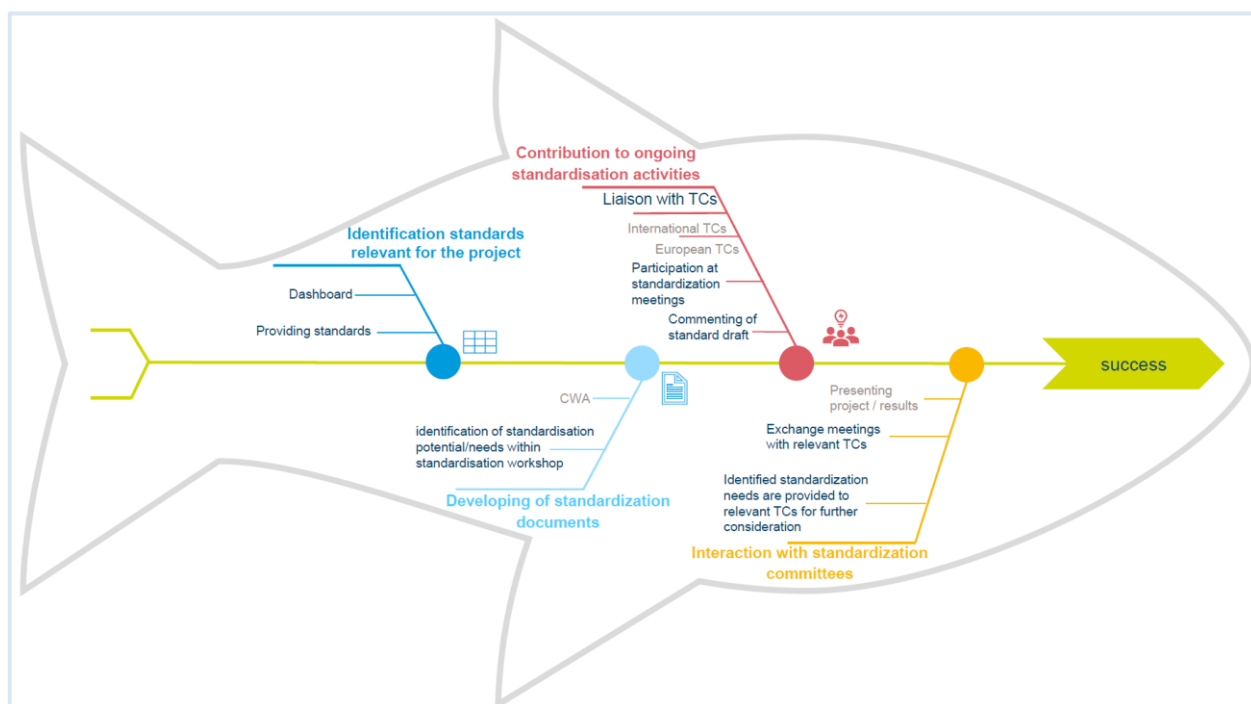 Contribution to ongoing
standardisation activities
Liaison with TCs
International TCs
European TCs
Participation at
standardization
meetings
Commenting of
standard draft
Identification standards
relevant for the project
Dashboard
Providing standards
success
CWA
identification of standardisation
potential/needs within
standardisation workshop
Developing of standardization
documents
Presenting
project / results
Exchange meetings
with relevant TCs
Identified standardization
needs are provided to
relevant TCs for further
consideration
Interaction with standardization
committees